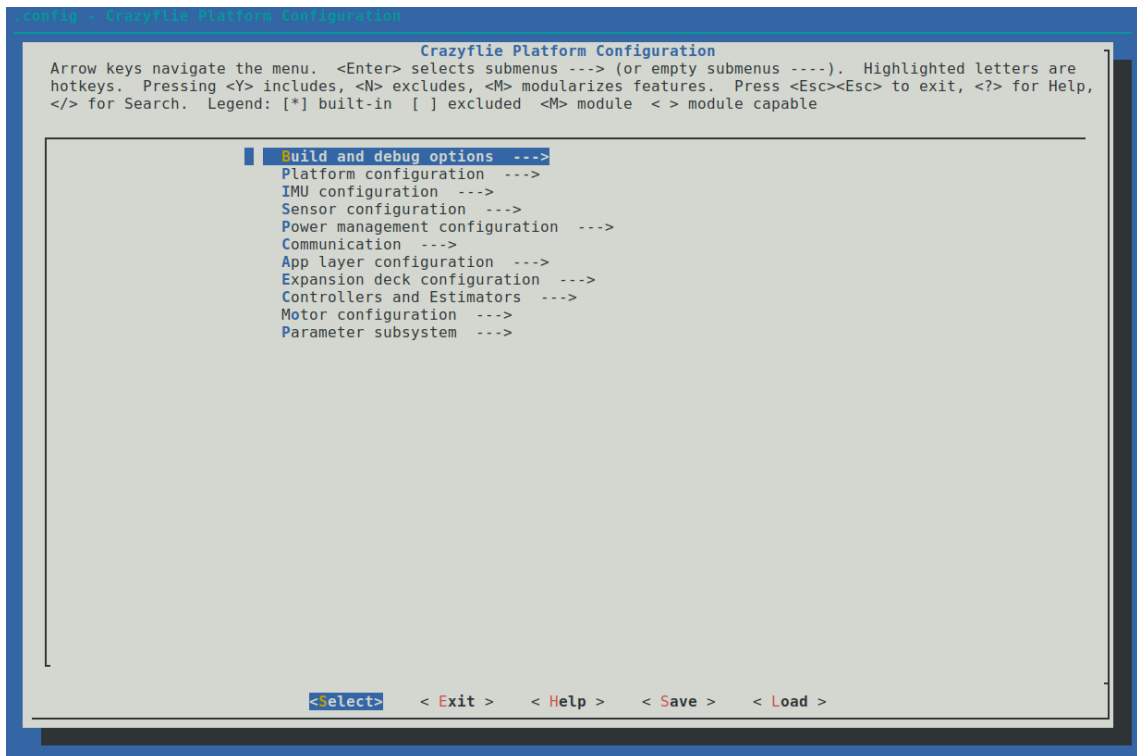 .config - Crazyflie Platform Configuration
Crazyflie Platform Configuration
Arrow keys navigate the menu.  <Enter> selects submenus ---> (or empty submenus ----).  Highlighted letters are
hotkeys.  Pressing <Y> includes, <N> excludes, <M> modularizes features.  Press <Esc><Esc> to exit, <?> for Help,
</> for Search.  Legend: [*] built-in  [ ] excluded  <M> module  < > module capable
Build and debug options  --->
Platform configuration  --->
IMU configuration  --->
Sensor configuration  --->
Power management configuration  --->
Communication  --->
App layer configuration  --->
Expansion deck configuration  --->
Controllers and Estimators  --->
Motor configuration  --->
Parameter subsystem  --->
<Select>    < Exit >    < Help >    < Save >    < Load >